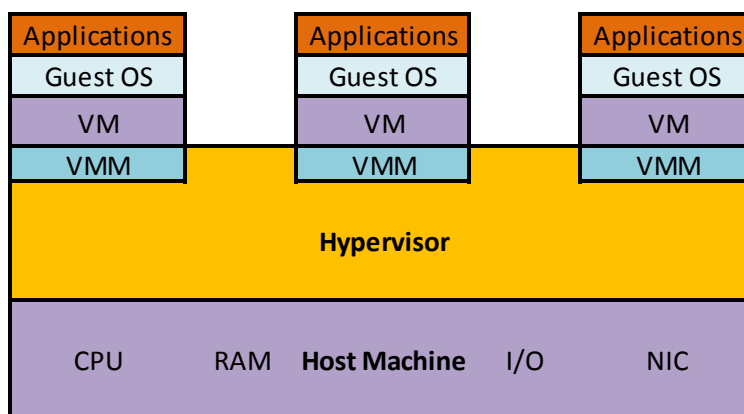 Applications Applications Applications
Guest OS Guest OS Guest OS
VM VM VM
VMM VMM VMM
Hypervisor
CPU RAM Host Machine I/O NIC